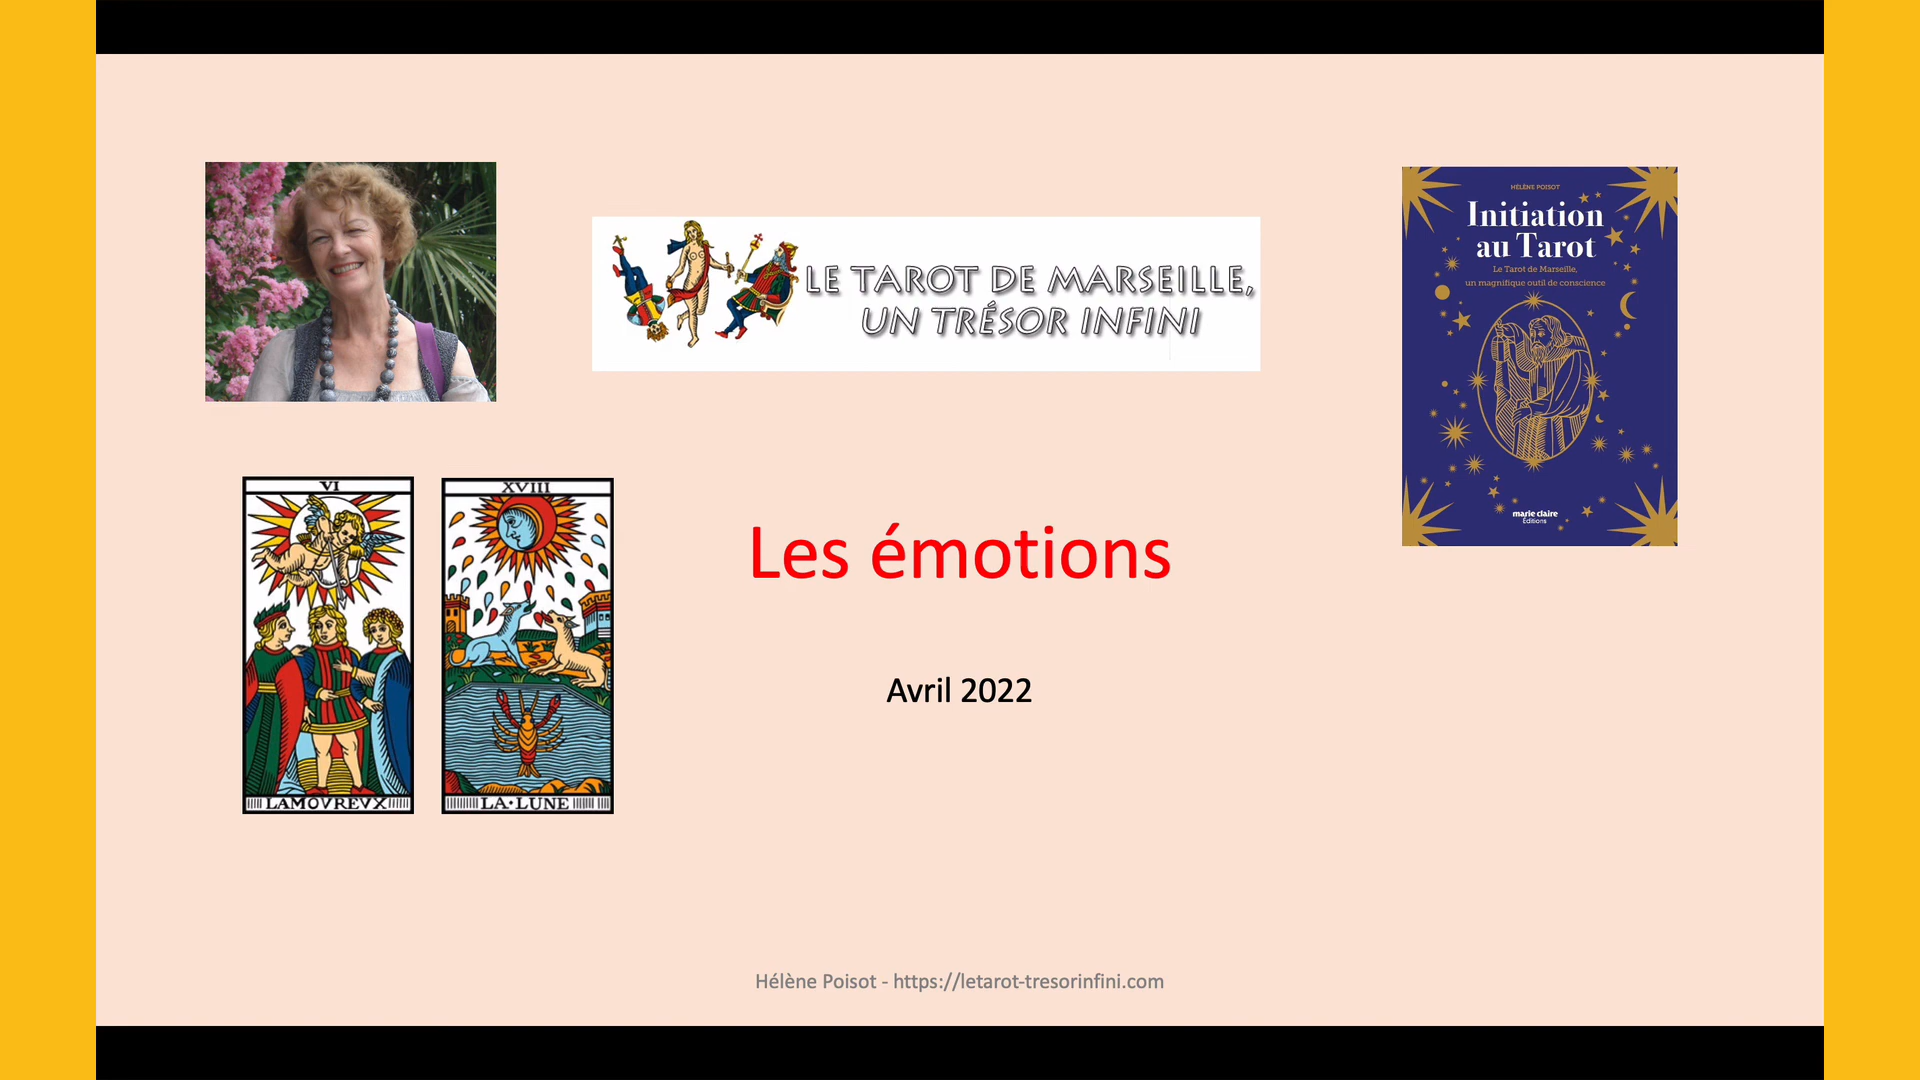 LE TAROT DE MARSEILLE,
UN TRÉSOR INFINI
HÉLÈNE POISOT
Initiation
au Tarot
Le Tarot de Marseille,
un magnifique outil de conscience
marie claire
Éditions
VI
LAMOVREVX
XVIII
LA•LUNE
Les émotions
Avril 2022
Hélène Poisot - https://letarot-tresorinfini.com